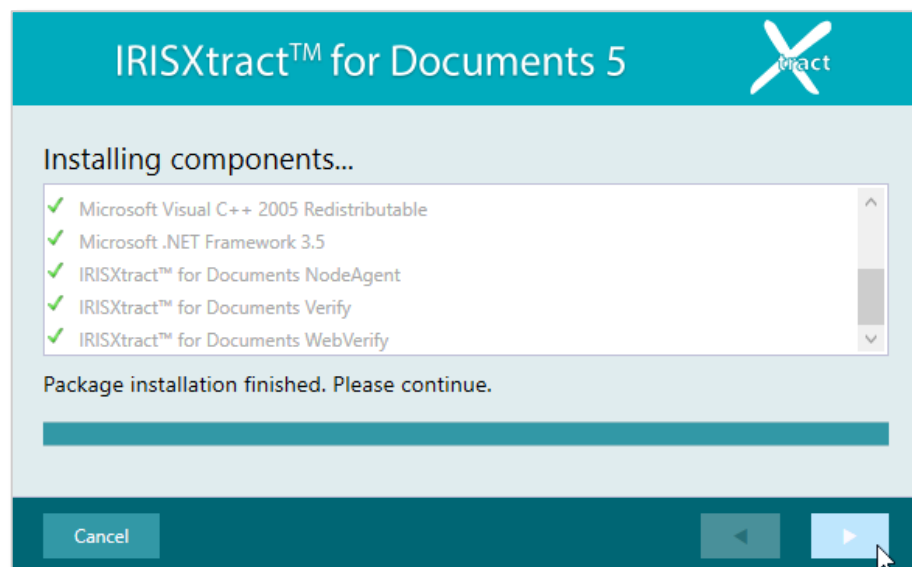 IRISXtract™ for Documents 5
Xtract
Installing components...
Microsoft Visual C++ 2005 Redistributable
Microsoft .NET Framework 3.5
IRISXtract™ for Documents NodeAgent
IRISXtract™ for Documents Verify
IRISXtract™ for Documents WebVerify
Package installation finished. Please continue.
Cancel